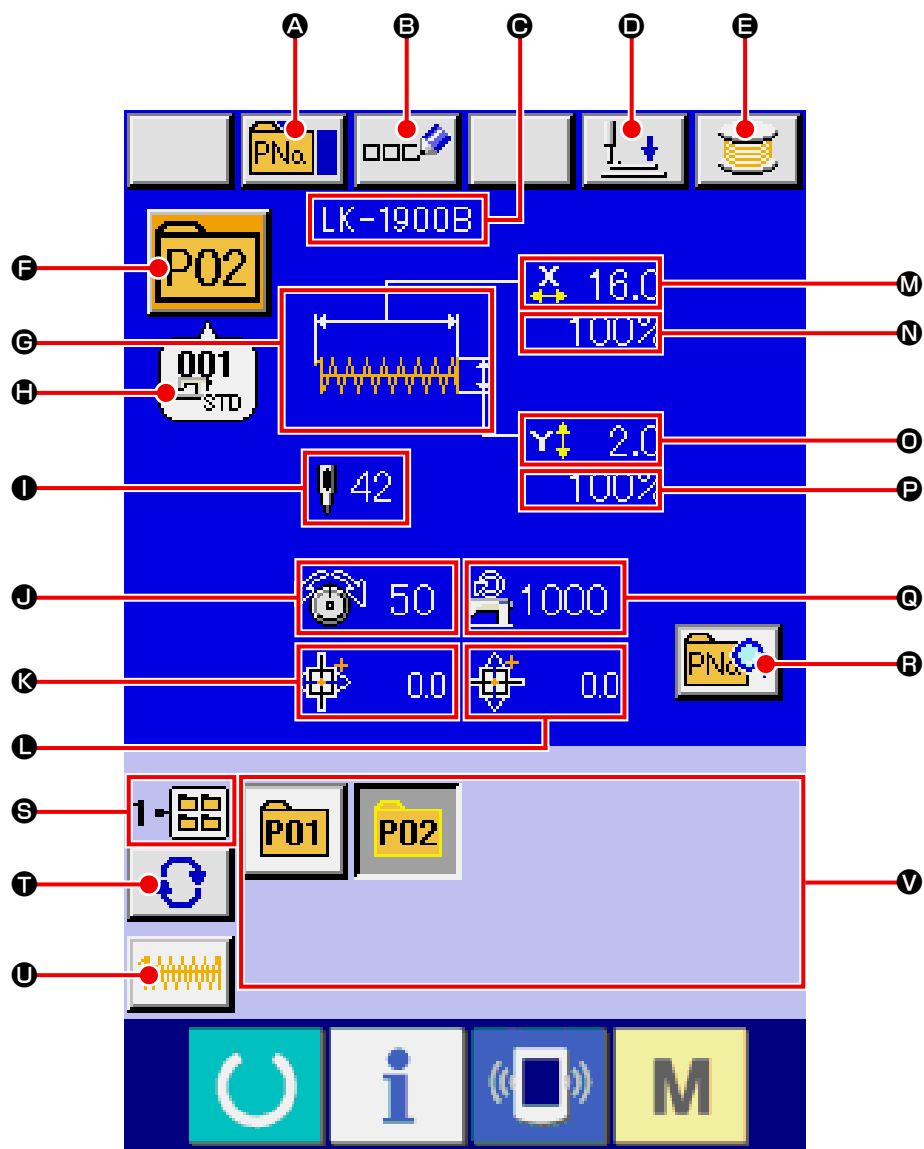 A B C D E
PNo.
LK-1900B
F P02 X 16.0 M
100% N
G
001
H STD
Y 2.0 O
100% P
I 42
J 50 1000 Q
PNo. R
K 0.0 0.0
L
S 1
P01 P02
T V
U
M